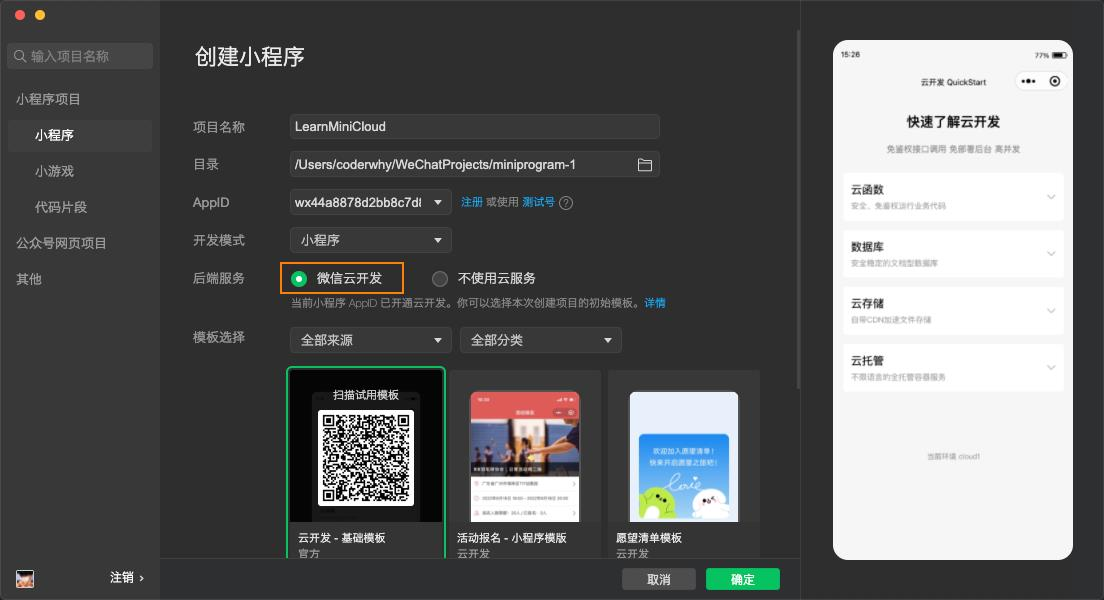 输入项目名称
小程序项目
小程序
小游戏
代码片段
公众号网页项目
其他
注销 ›
创建小程序
项目名称
LearnMiniCloud
目录
/Users/coderwhy/WeChatProjects/miniprogram-1
AppID
wx44a8878d2bb8c7d
注册 或使用 测试号 ?
开发模式
小程序
后端服务
微信云开发
不使用云服务
当前小程序 AppID 已开通云开发。你可以选择本次创建项目的初始模板。详情
模板选择
全部来源
全部分类
扫描试用模板
云开发 - 基础模板
官方
活动报名 - 小程序模版
云开发
欢迎加入愿望清单!
快来开启愿望之旅吧!
Love
愿望清单模板
云开发
取消
确定
15:26
77%
云开发 QuickStart
快速了解云开发
免鉴权接口调用 免部署后台 高并发
云函数
安全、免鉴权运行业务代码
数据库
安全稳定的文档型数据库
云存储
自带CDN加速文件存储
云托管
不限语言的全托管容器服务
当前环境 cloud1